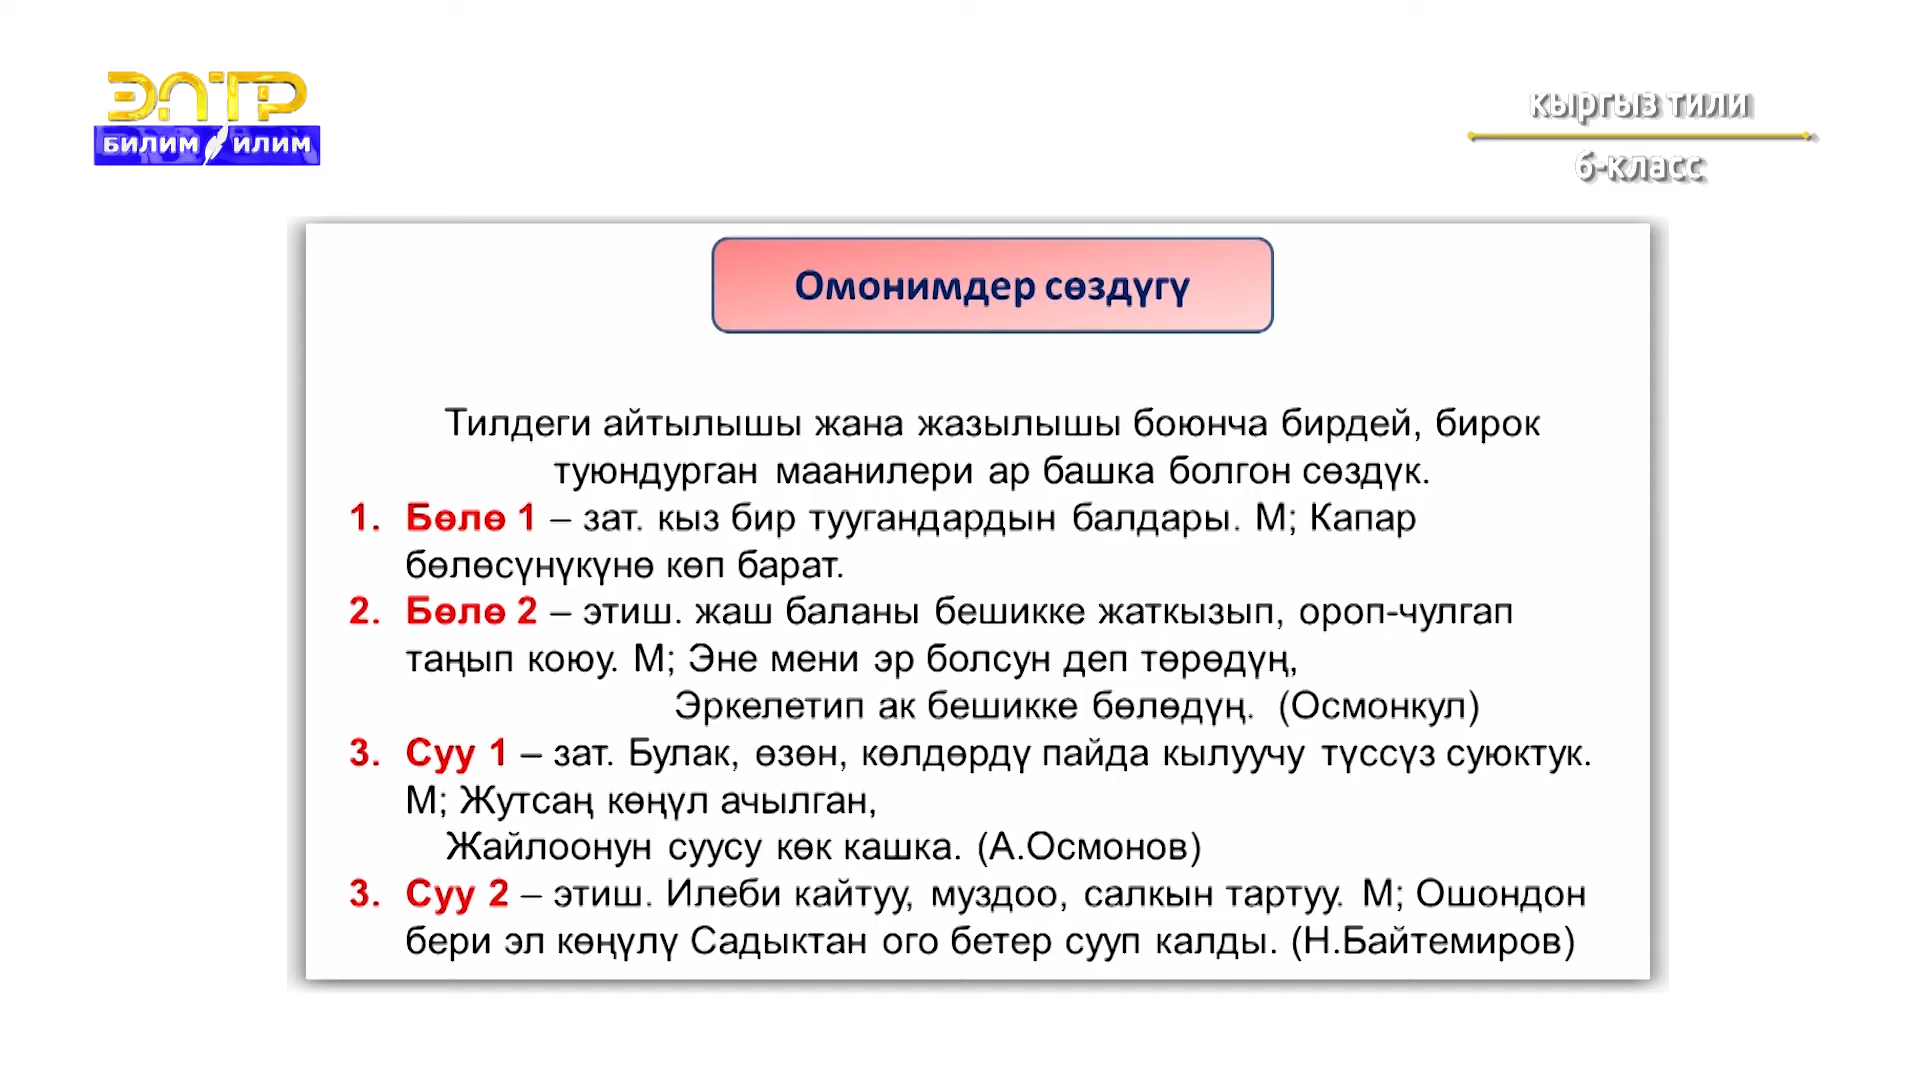 ЭЛТР
БИЛИМ ИЛИМ
кыргыз тили
6-класс
Омонимдер сөздүгү
Тилдеги айтылышы жана жазылышы боюнча бирдей, бирок
туюндурган маанилери ар башка болгон сөздүк.
1. Бөлө 1 – зат. кыз бир туугандардын балдары. М; Капар
бөлөсүнүкүнө көп барат.
2. Бөлө 2 – этиш. жаш баланы бешикке жаткызып, ороп-чулгап
таңып коюу. М; Эне мени эр болсун деп төрөдүң,
Эркелетип ак бешикке бөлөдүң. (Осмонкул)
3. Суу 1 – зат. Булак, өзөн, көлдөрдү пайда кылуучу түссүз суюктук.
М; Жутсаң көңүл ачылган,
Жайлоонун суусу көк кашка. (А.Осмонов)
3. Суу 2 – этиш. Илеби кайтуу, муздоо, салкын тартуу. М; Ошондон
бери эл көңүлү Садыктан ого бетер сууп калды. (Н.Байтемиров)